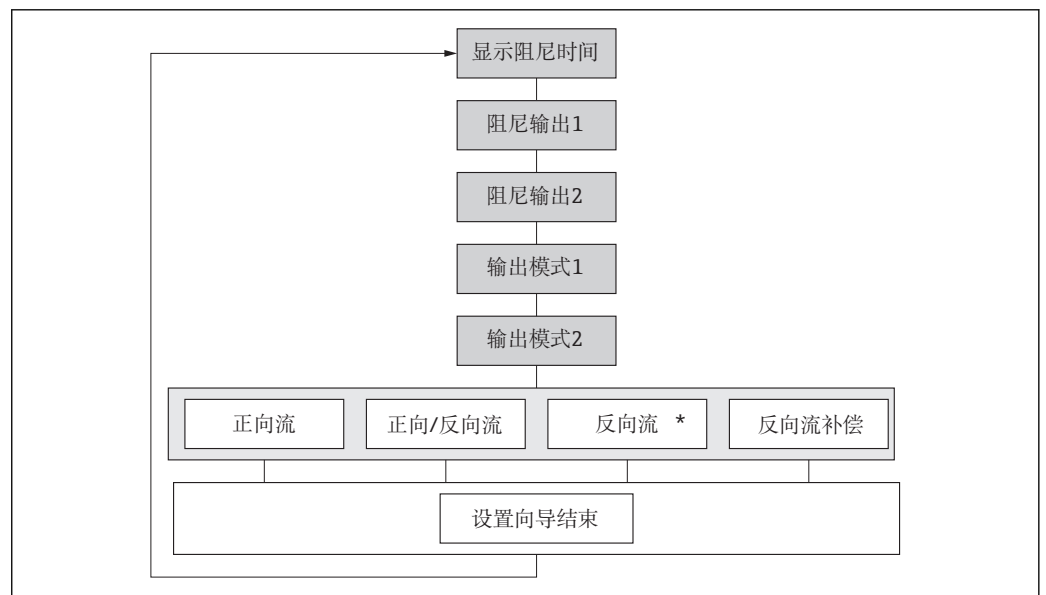 显示阻尼时间
阻尼输出1
阻尼输出2
输出模式1
输出模式2
正向流
正向/反向流
反向流 *
反向流补偿
设置向导结束